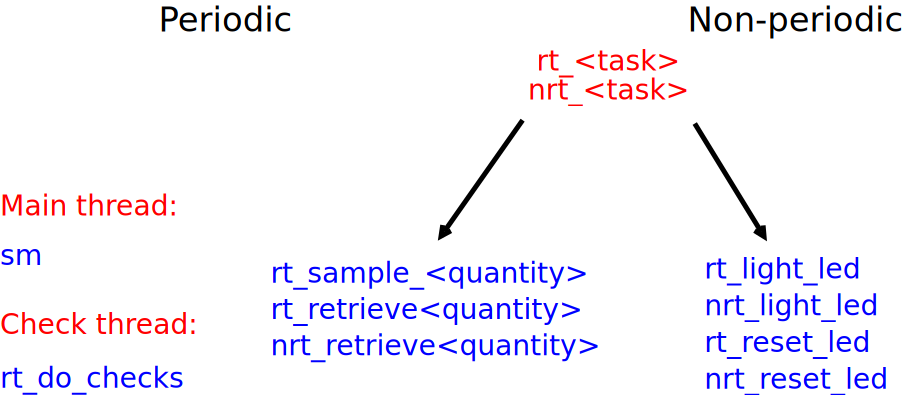 Periodic
Non-periodic
rt_<task>
nrt_<task>
Main thread:
sm
Check thread:
rt_do_checks
rt_sample_<quantity>
rt_retrieve<quantity>
nrt_retrieve<quantity>
rt_light_led
nrt_light_led
rt_reset_led
nrt_reset_led